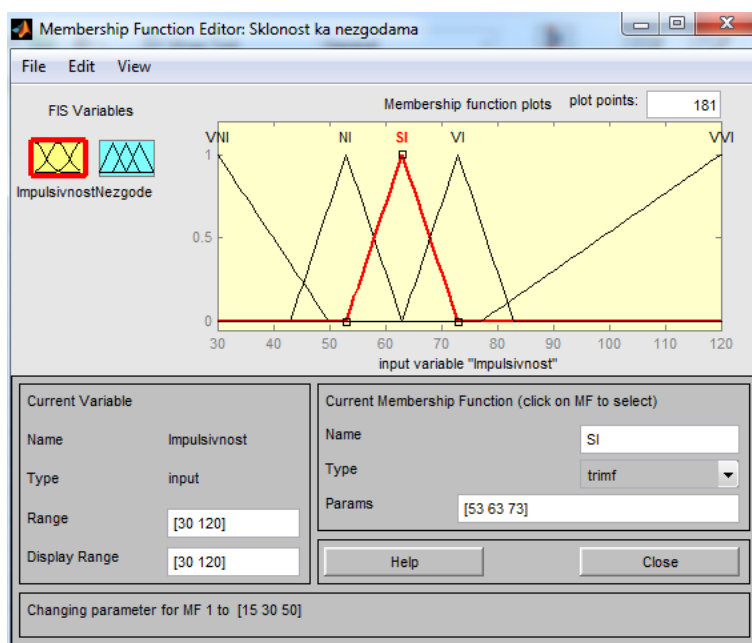 Membership Function Editor: Sklonost ka nezgodama
File Edit View
FIS Variables
Membership function plots plot points: 181
ImpulsivnostNezgode
VNI NI SI VI VVI
1
0.5
0
30 40 50 60 70 80 90 100 110 120
input variable "Impulsivnost"
Current Variable
Name Impulsivnost
Type input
Range [30 120]
Display Range [30 120]
Current Membership Function (click on MF to select)
Name SI
Type trimf
Params [53 63 73]
Help Close
Changing parameter for MF 1 to [15 30 50]